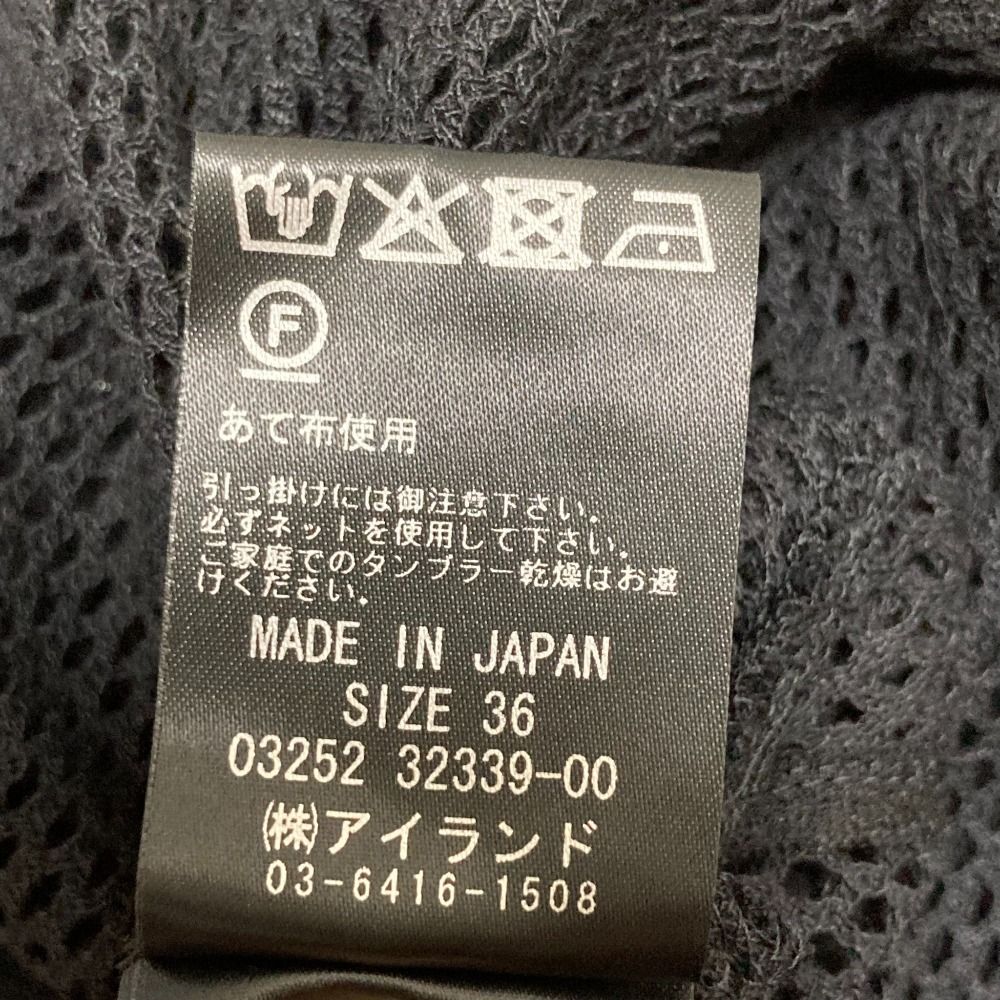 F
あて布使用
引っ掛けには御注意下さい.
必ずネットを使用して下さい.
ご家庭でのタンブラー乾燥はお避
けください.
MADE IN JAPAN
SIZE 36
03252 32339-00
㈱アイランド
03-6416-1508